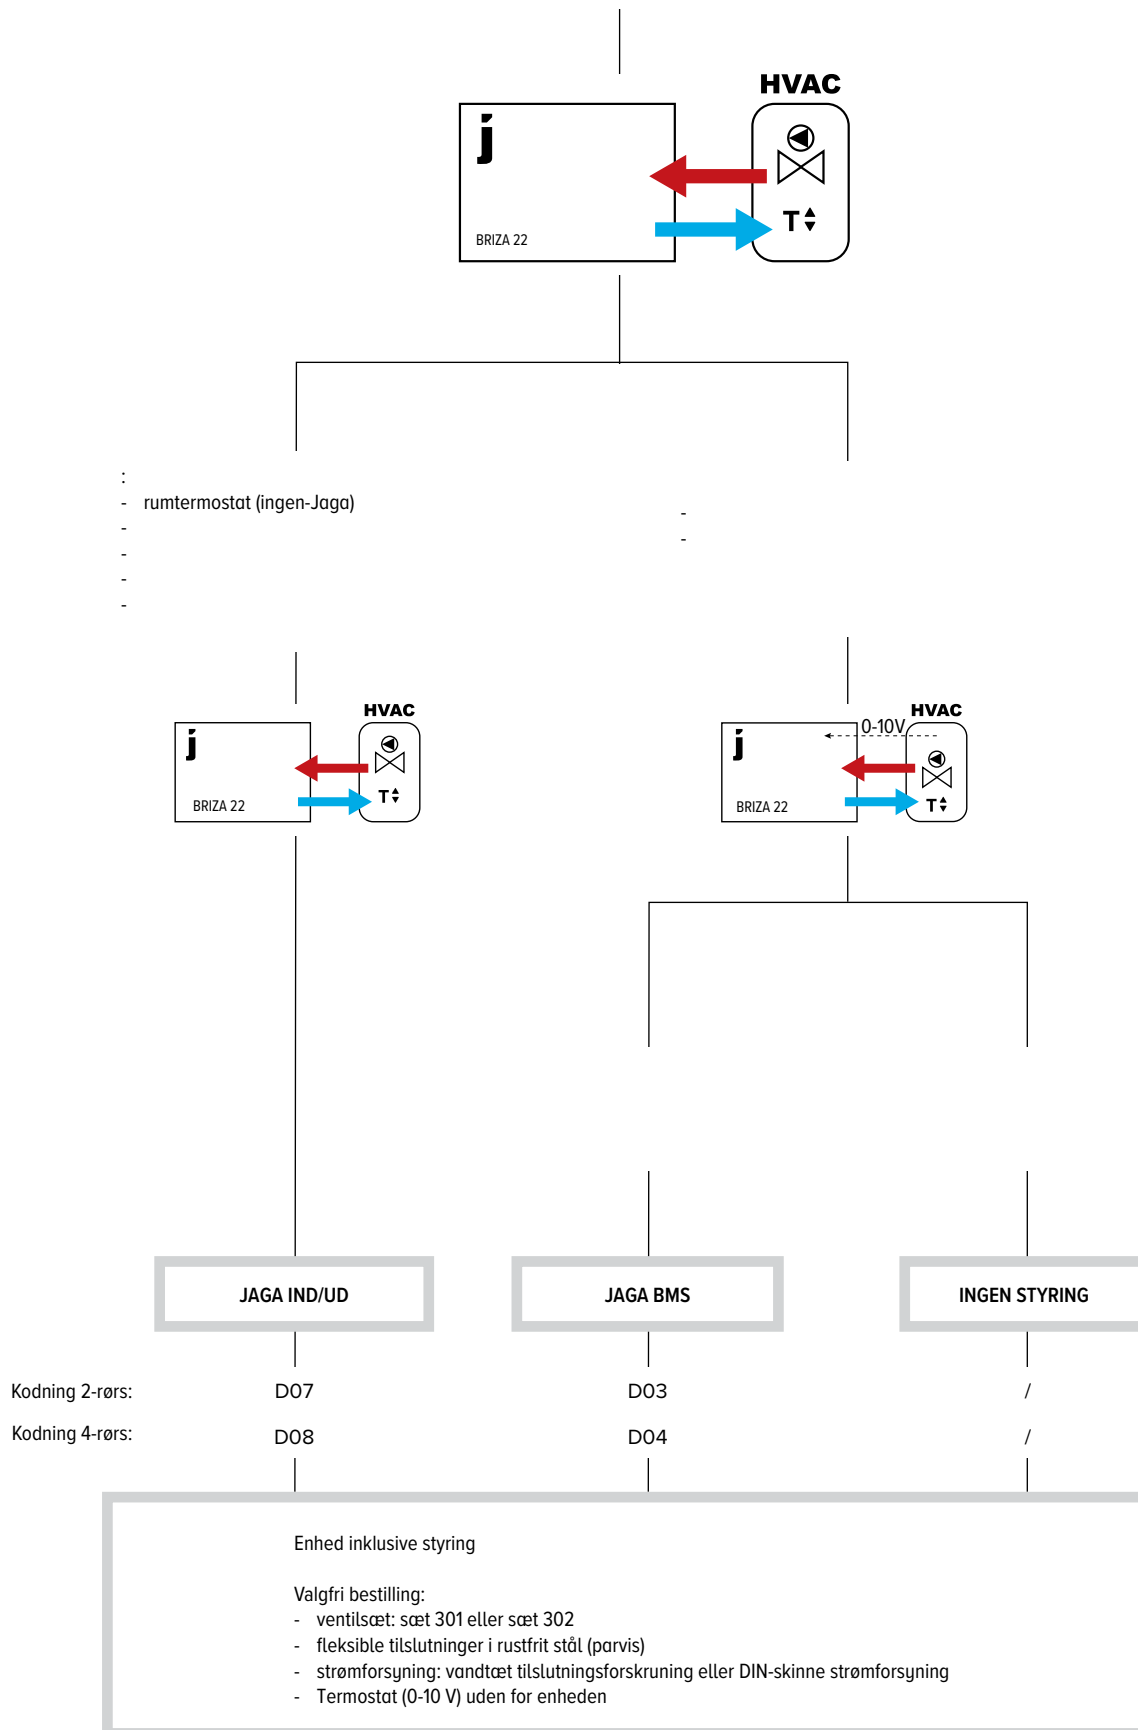 HVAC
j
T
BRIZA 22
:
- rumtermostat (ingen-Jaga)
-
-
-
-
-
-
HVAC
j
T
BRIZA 22
HVAC
0-10V
j
T
BRIZA 22
JAGA IND/UD
JAGA BMS
INGEN STYRING
Kodning 2-rørs: D07 D03 /
Kodning 4-rørs: D08 D04 /
Enhed inklusive styring
Valgfri bestilling:
- ventilsæt: sæt 301 eller sæt 302
- fleksible tilslutninger i rustfrit stål (parvis)
- strømforsyning: vandtæt tilslutningsforskruning eller DIN-skinne strømforsyning
- Termostat (0-10 V) uden for enheden